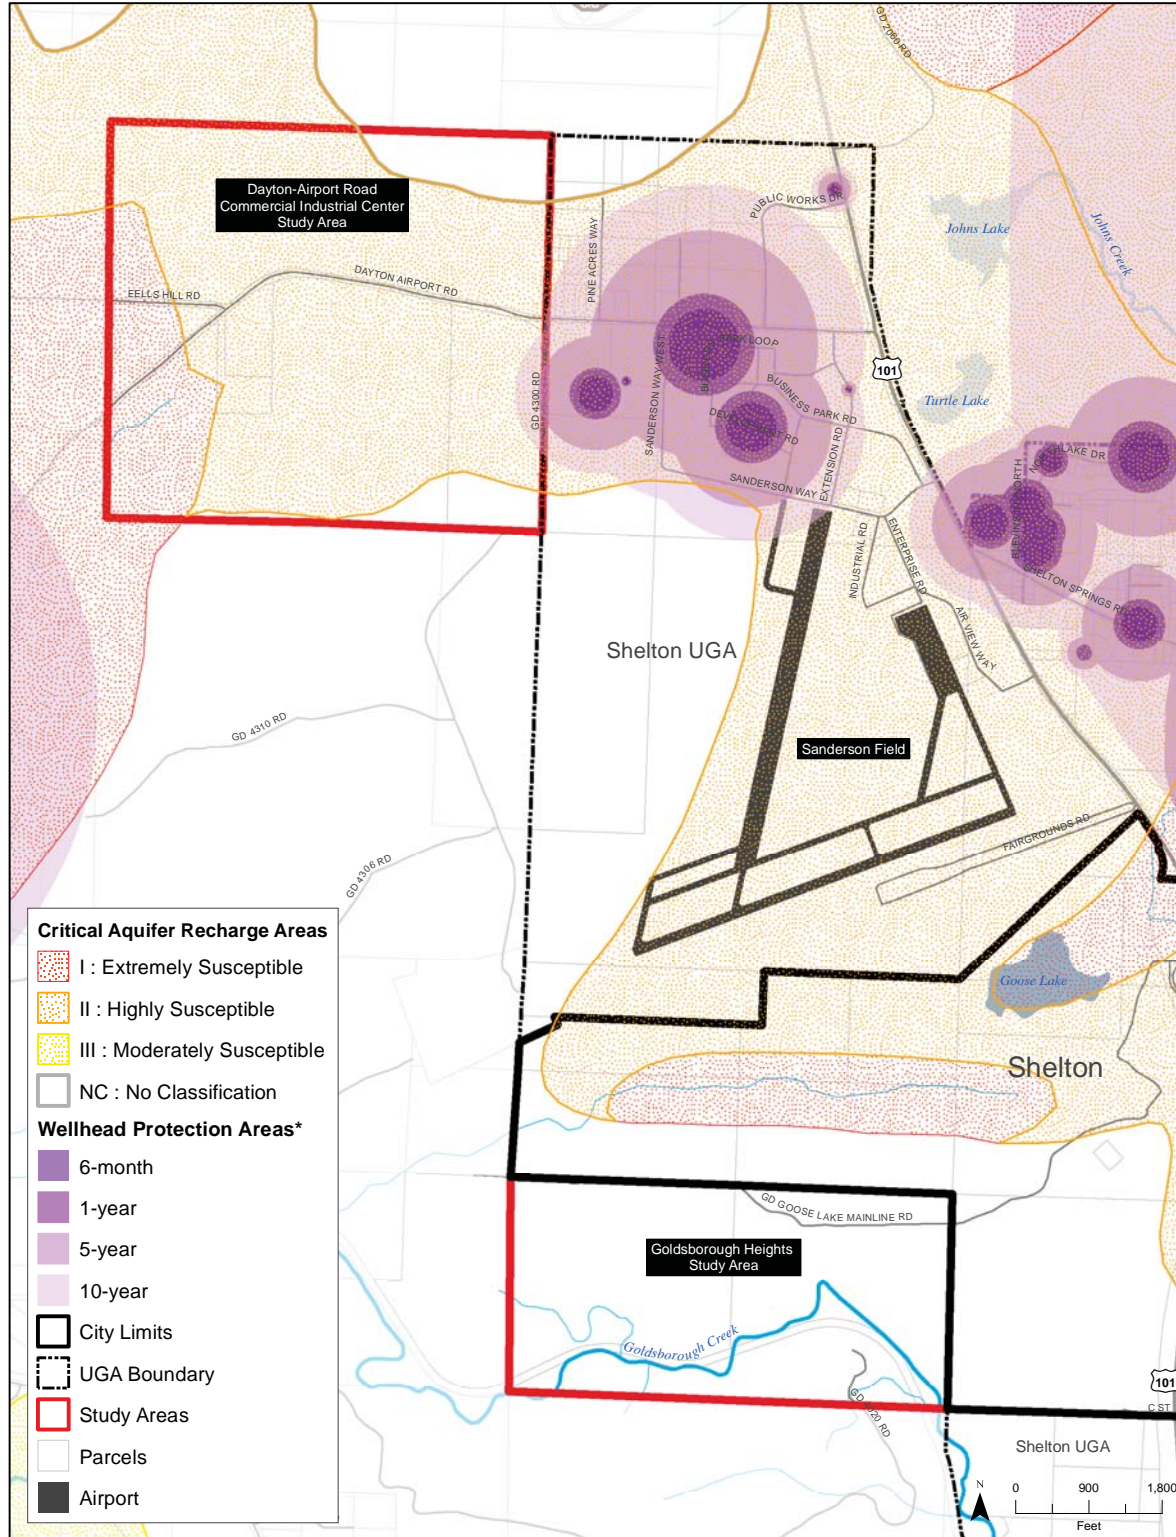 GD 2060 RD
Dayton-Airport Road
Commercial Industrial Center
Study Area
PUBLIC WORKS DR
Johns Lake
Johns Creek
PINE ACRES WAY
DAYTON AIRPORT RD
EELLS HILL RD
101
Turtle Lake
GD 4300 RD
SANDERSON WAY WEST
BUSINESS PARK RD
DEVELOPMENT RD
EXTENSION RD
SANDERSON WAY
LAKE DR
NORTH
SHELTON SPRINGS RD
INDUSTRIAL RD
ENTERPRISE RD
AIR VIEW WAY
Shelton UGA
GD 4310 RD
Sanderson Field
FAIRGROUNDS RD
GD 4306 RD
Goose Lake
Shelton
GD GOOSE LAKE MAINLINE RD
Goldsborough Heights
Study Area
Goldsborough Creek
101
C ST
Shelton UGA
N
0 900 1,800
Feet
Critical Aquifer Recharge Areas
I : Extremely Susceptible
II : Highly Susceptible
III : Moderately Susceptible
NC : No Classification
Wellhead Protection Areas*
6-month
1-year
5-year
10-year
City Limits
UGA Boundary
Study Areas
Parcels
Airport